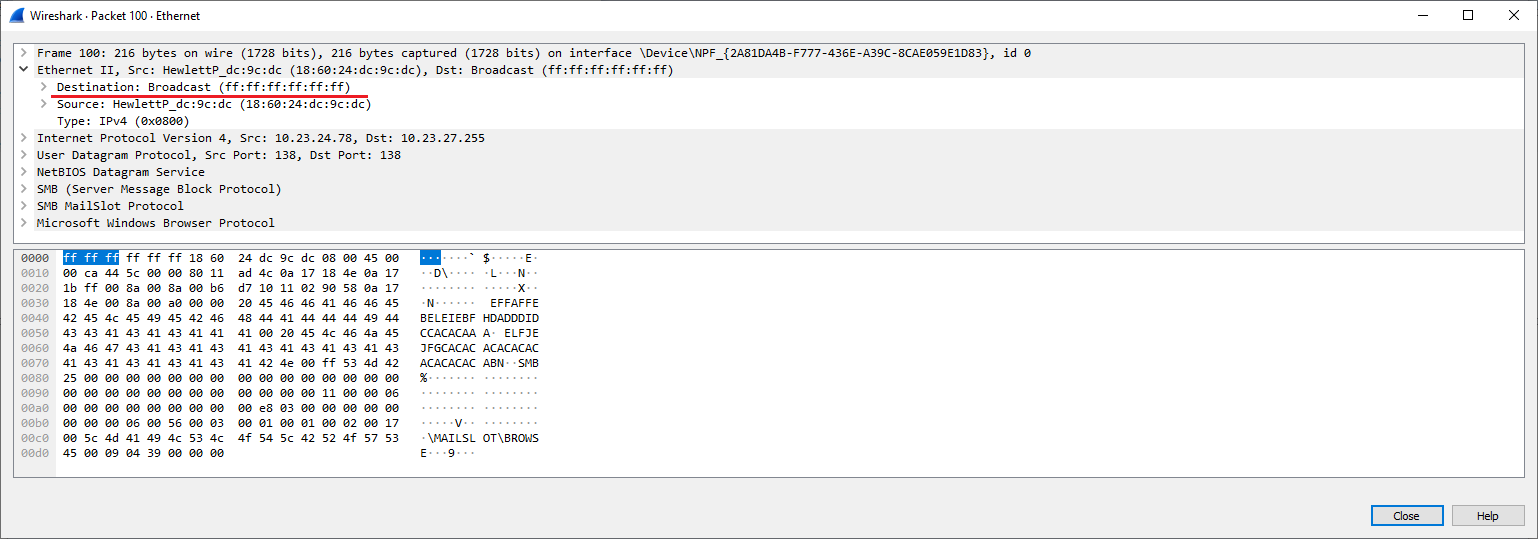 Wireshark · Packet 100 · Ethernet
Frame 100: 216 bytes on wire (1728 bits), 216 bytes captured (1728 bits) on interface \Device\NPF_{2A81DA4B-F777-436E-A39C-8CAE059E1D83}, id 0
Ethernet II, Src: HewlettP_dc:9c:dc (18:60:24:dc:9c:dc), Dst: Broadcast (ff:ff:ff:ff:ff:ff)
Destination: Broadcast (ff:ff:ff:ff:ff:ff)
Source: HewlettP_dc:9c:dc (18:60:24:dc:9c:dc)
Type: IPv4 (0x0800)
Internet Protocol Version 4, Src: 10.23.24.78, Dst: 10.23.27.255
User Datagram Protocol, Src Port: 138, Dst Port: 138
NetBIOS Datagram Service
SMB (Server Message Block Protocol)
SMB MailSlot Protocol
Microsoft Windows Browser Protocol
0000 ff ff ff ff ff ff 18 60 24 dc 9c dc 08 00 45 00 ·······` $·····E·
0010 00 ca 44 5c 00 00 80 11 ad 4c 0a 17 18 4e 0a 17 ··D\···· ·L···N··
0020 1b ff 00 8a 00 8a 00 b6 d7 10 11 02 90 58 0a 17 ········ ·····X··
0030 18 4e 00 8a 00 a0 00 00 20 45 46 46 41 46 46 45 ·N······ EFFAFFE
0040 42 45 4c 45 49 45 42 46 48 44 41 44 44 44 49 44 BELEIEBF HDADDDID
0050 43 43 41 43 41 43 41 41 41 00 20 45 4c 46 4a 45 CCACACAA A· ELFJE
0060 4a 46 47 43 41 43 41 43 41 43 41 43 41 43 41 43 JFGCACAC ACACACAC
0070 41 43 41 43 41 43 41 43 41 42 4e 00 ff 53 4d 42 ACACACAC ABN··SMB
0080 25 00 00 00 00 00 00 00 00 00 00 00 00 00 00 00 %······· ········
0090 00 00 00 00 00 00 00 00 00 00 00 00 11 00 00 06 ········ ········
00a0 00 00 00 00 00 00 00 00 00 e8 03 00 00 00 00 00 ········ ········
00b0 00 00 00 06 00 56 00 03 00 01 00 01 00 02 00 17 ·····V·· ········
00c0 00 5c 4d 41 49 4c 53 4c 4f 54 5c 42 52 4f 57 53 ·\MAILSL OT\BROWS
00d0 45 00 09 04 39 00 00 00 E···9···
Close Help